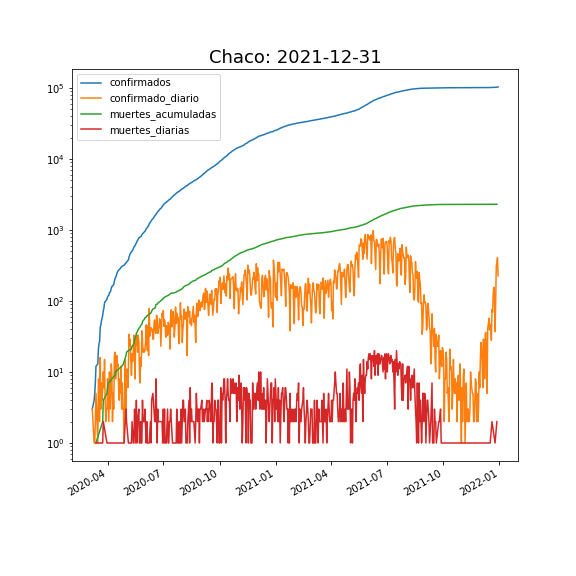 Chaco: 2021-12-31
confirmados
confirmado_diario
muertes_acumuladas
muertes_diarias
10⁵
10⁴
10³
10²
10¹
10⁰
2020-04 2020-07 2020-10 2021-01 2021-04 2021-07 2021-10 2022-01